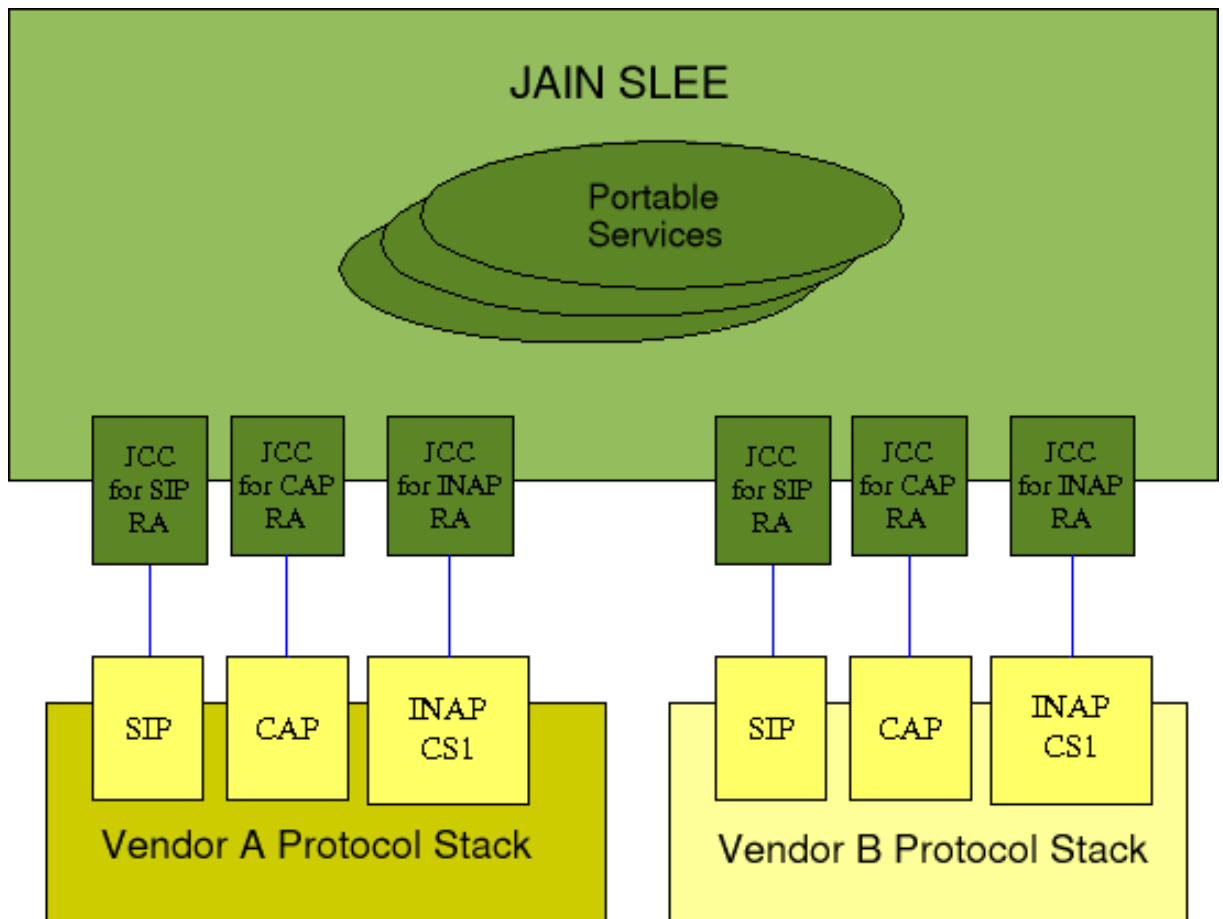 JAIN SLEE
Portable
Services
JCC
for SIP
RA
JCC
for CAP
RA
JCC
for INAP
RA
JCC
for SIP
RA
JCC
for CAP
RA
JCC
for INAP
RA
SIP
CAP
INAP
CS1
Vendor A Protocol Stack
SIP
CAP
INAP
CS1
Vendor B Protocol Stack